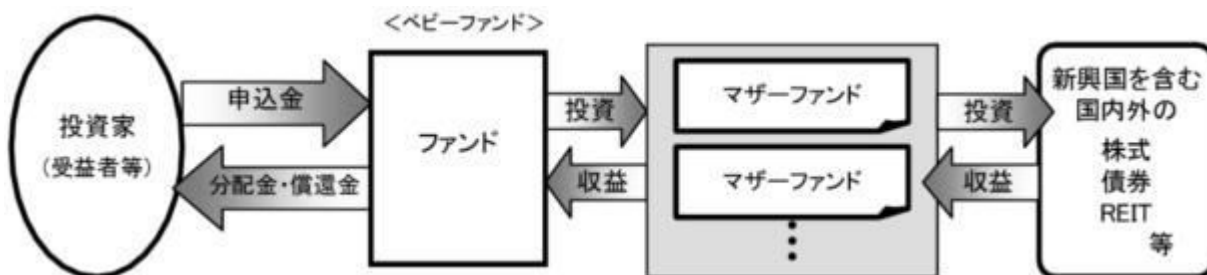 ＜ベビーファンド＞
投資家
(受益者等)
申込金
分配金・償還金
ファンド
投資
収益
マザーファンド
マザーファンド
投資
収益
新興国を含む
国内外の
株式
債券
REIT
等